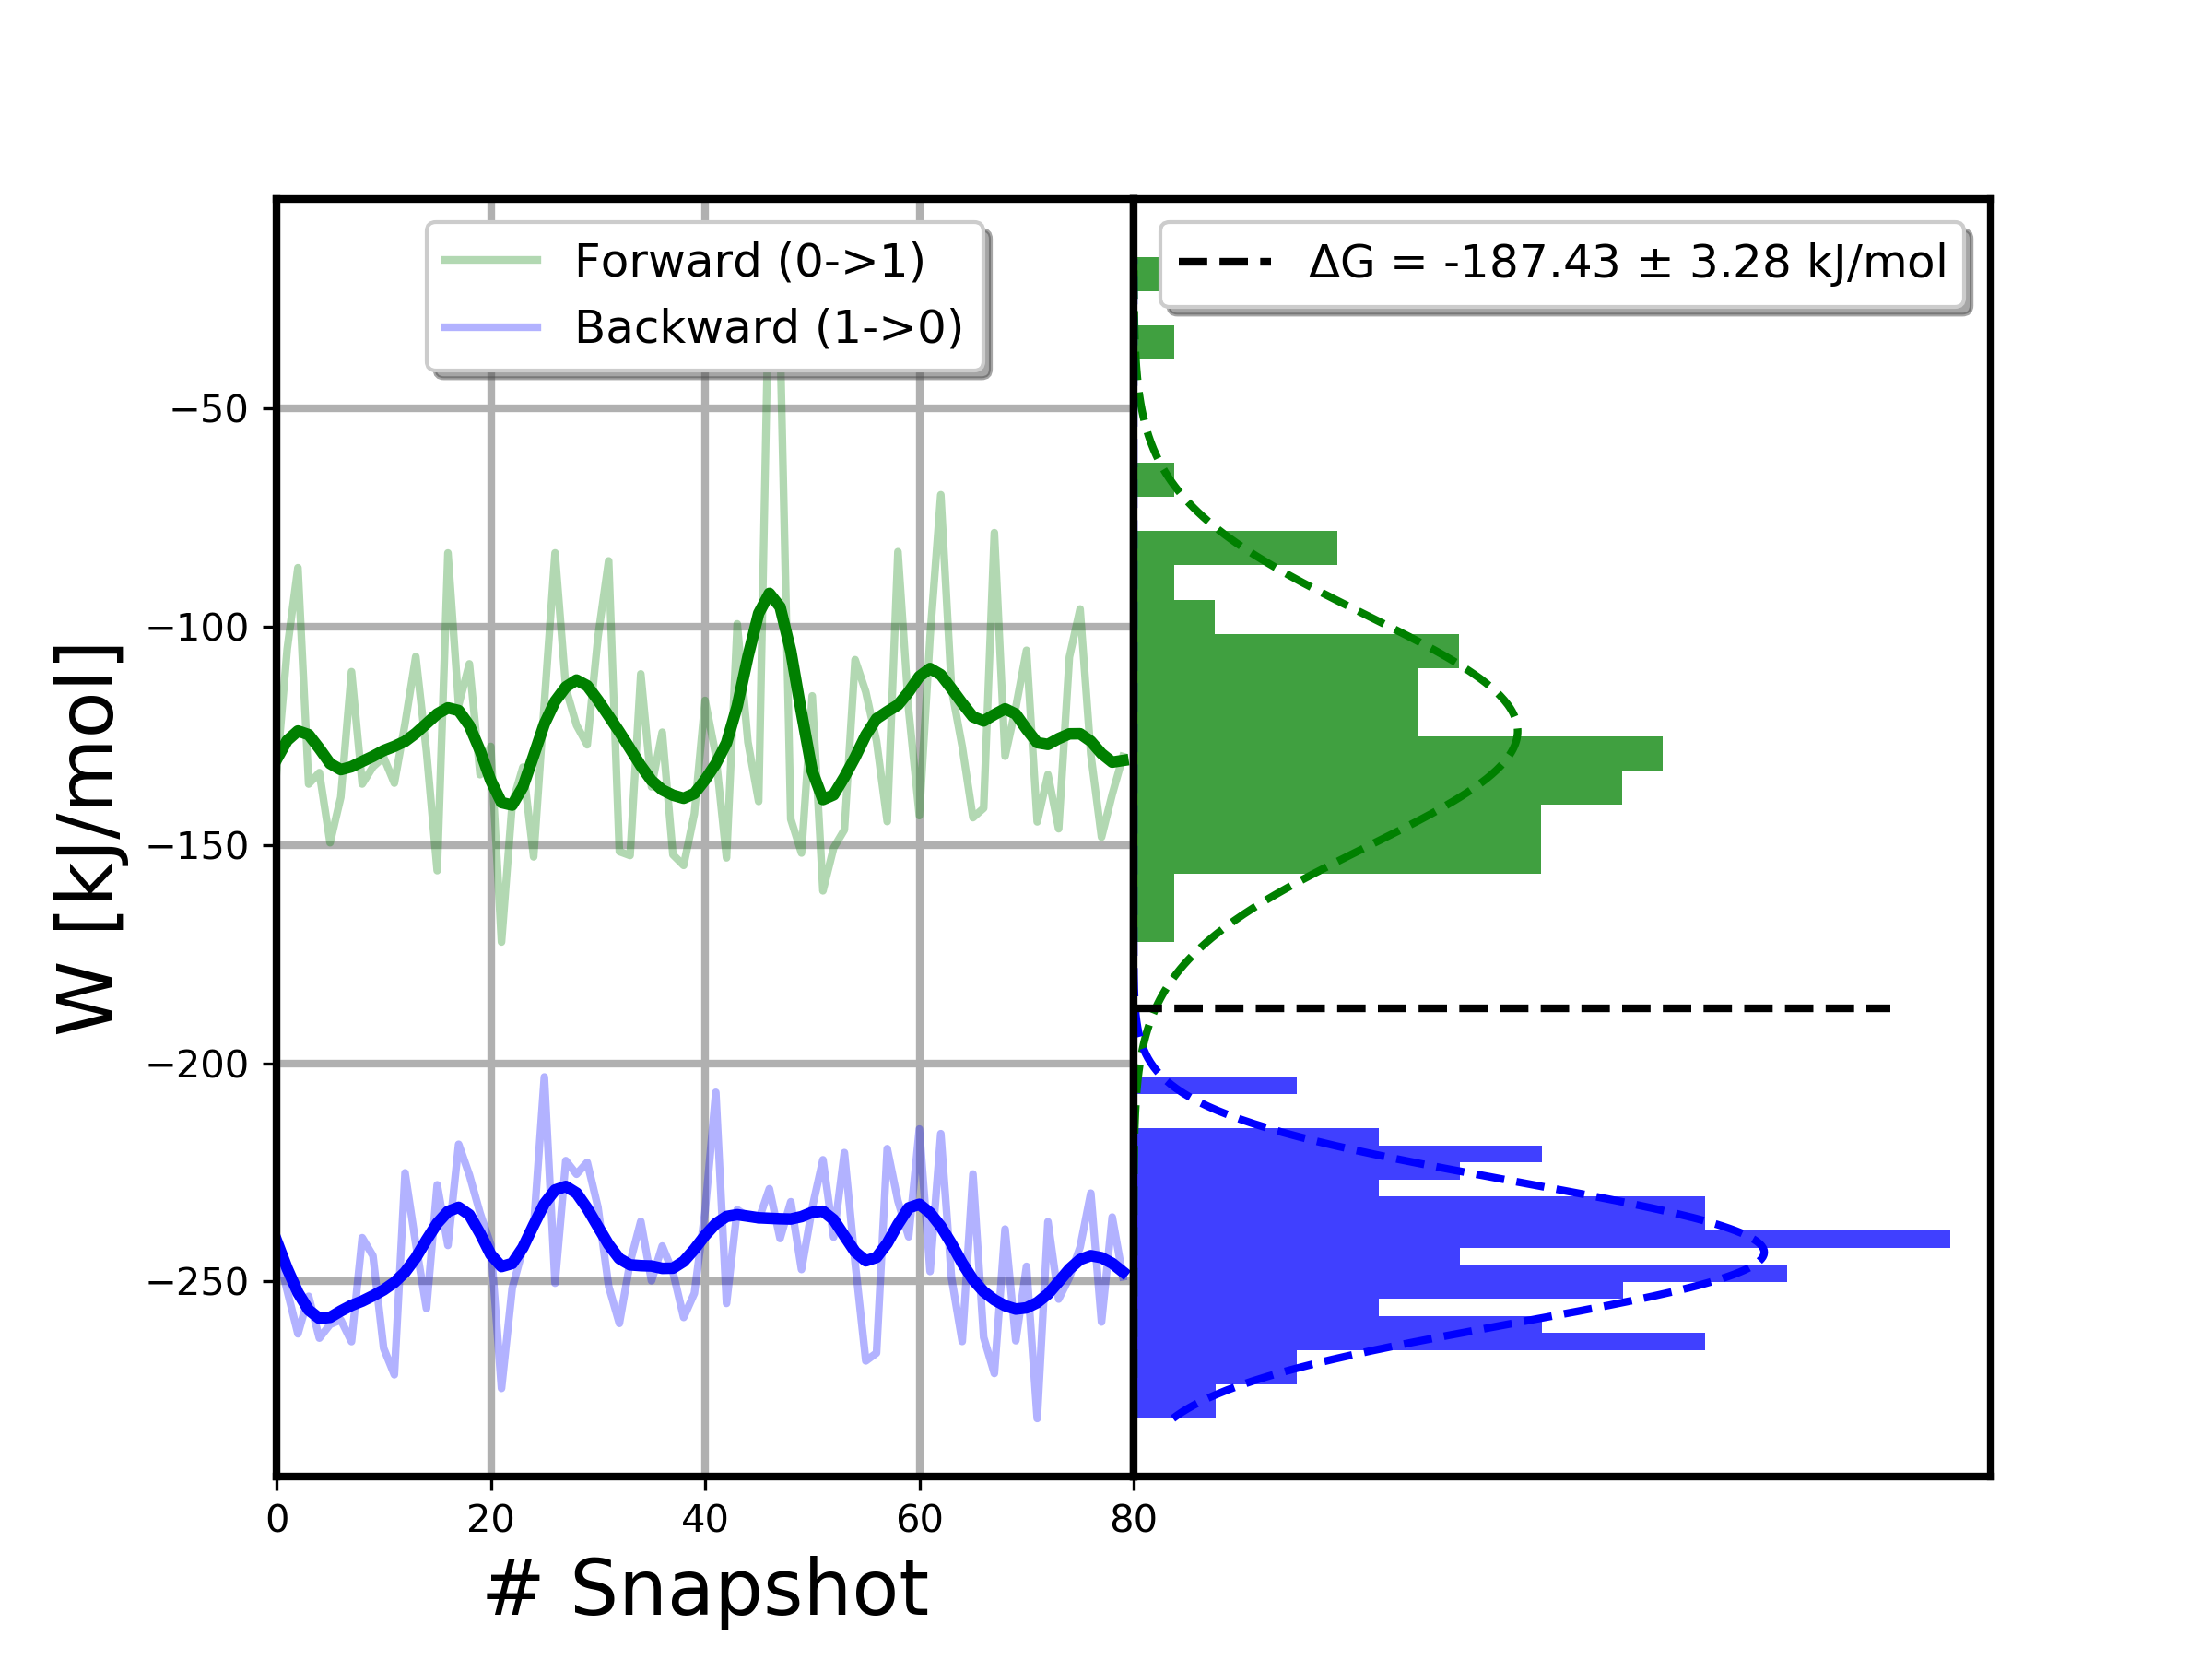 Forward (0->1)
Backward (1->0)
ΔG = -187.43 ± 3.28 kJ/mol
W [kJ/mol]
−50
−100
−150
−200
−250
0 20 40 60 80
# Snapshot